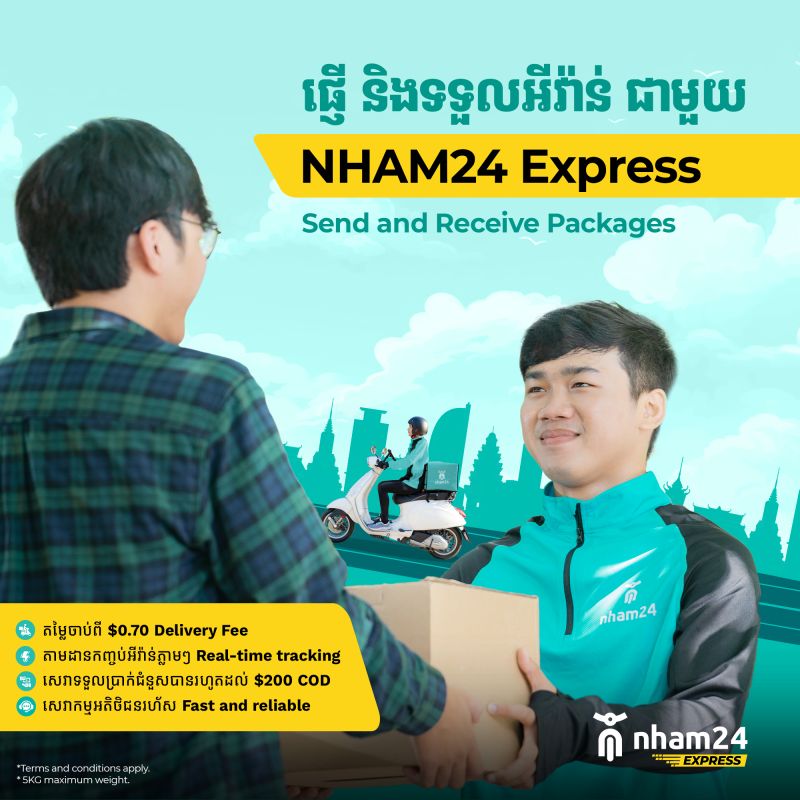 ផ្ញើ និងទទួលអីវ៉ាន់ ជាមួយ
NHAM24 Express
Send and Receive Packages
nham24
nham24
តម្លៃចាប់ពី $0.70 Delivery Fee
តាមដានកញ្ចប់អីវ៉ាន់ភ្លាមៗ Real-time tracking
សេវាទទួលប្រាក់ជំនួសបានរហូតដល់ $200 COD
សេវាកម្មអតិថិជនរហ័ស Fast and reliable
nham24
EXPRESS
*Terms and conditions apply.
* 5KG maximum weight.